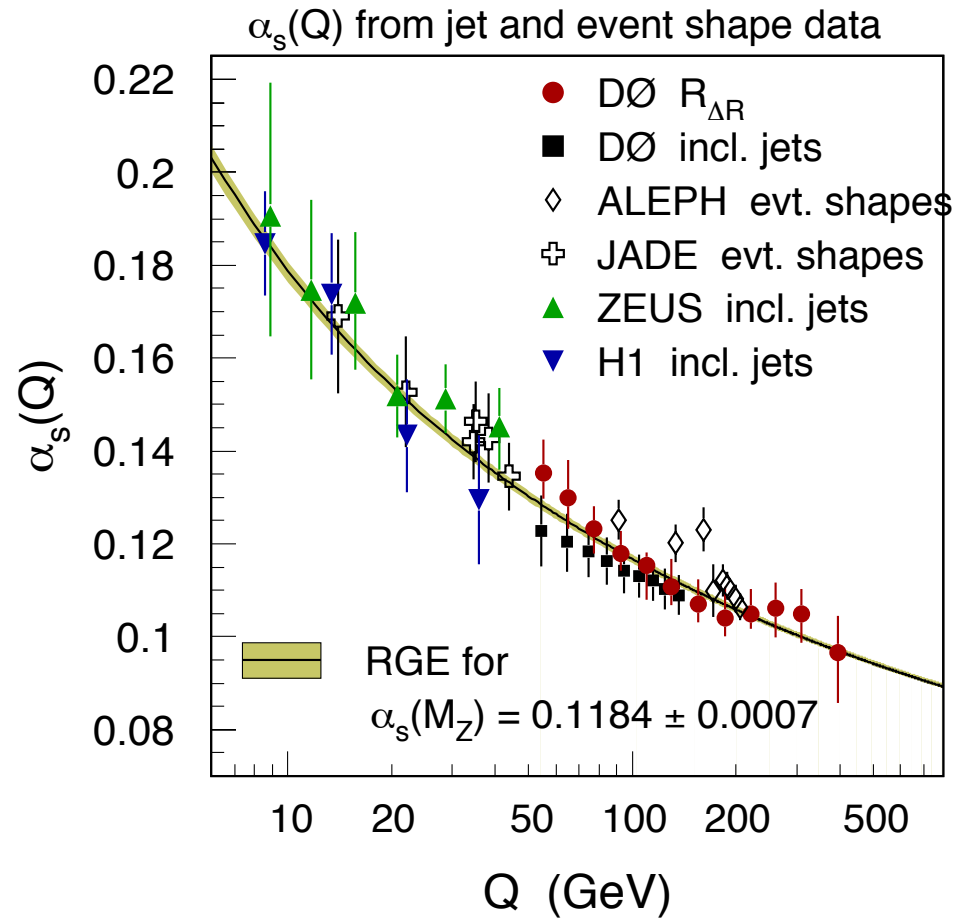 αs(Q) from jet and event shape data
DØ RΔR
DØ incl. jets
ALEPH evt. shapes
JADE evt. shapes
ZEUS incl. jets
H1 incl. jets
αs(Q)
0.22
0.2
0.18
0.16
0.14
0.12
0.1
0.08
RGE for
αs(MZ) = 0.1184 ± 0.0007
10 20 50 100 200 500
Q (GeV)